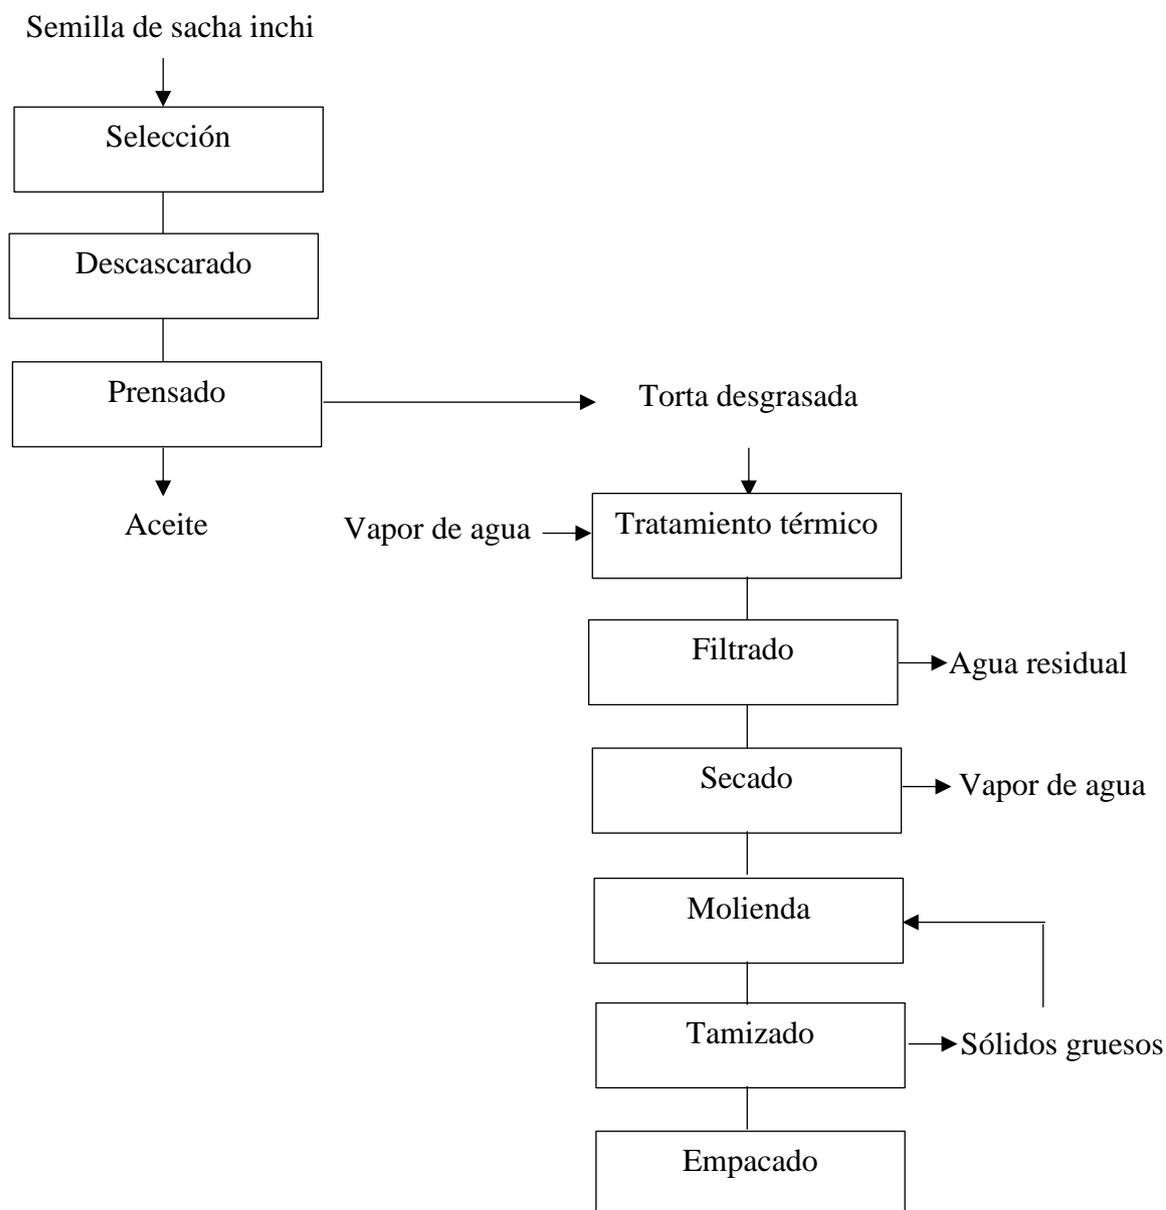 Semilla de sacha inchi
Selección
Descascarado
Prensado
Torta desgrasada
Aceite
Vapor de agua
Tratamiento térmico
Filtrado
Agua residual
Secado
Vapor de agua
Molienda
Tamizado
Sólidos gruesos
Empacado